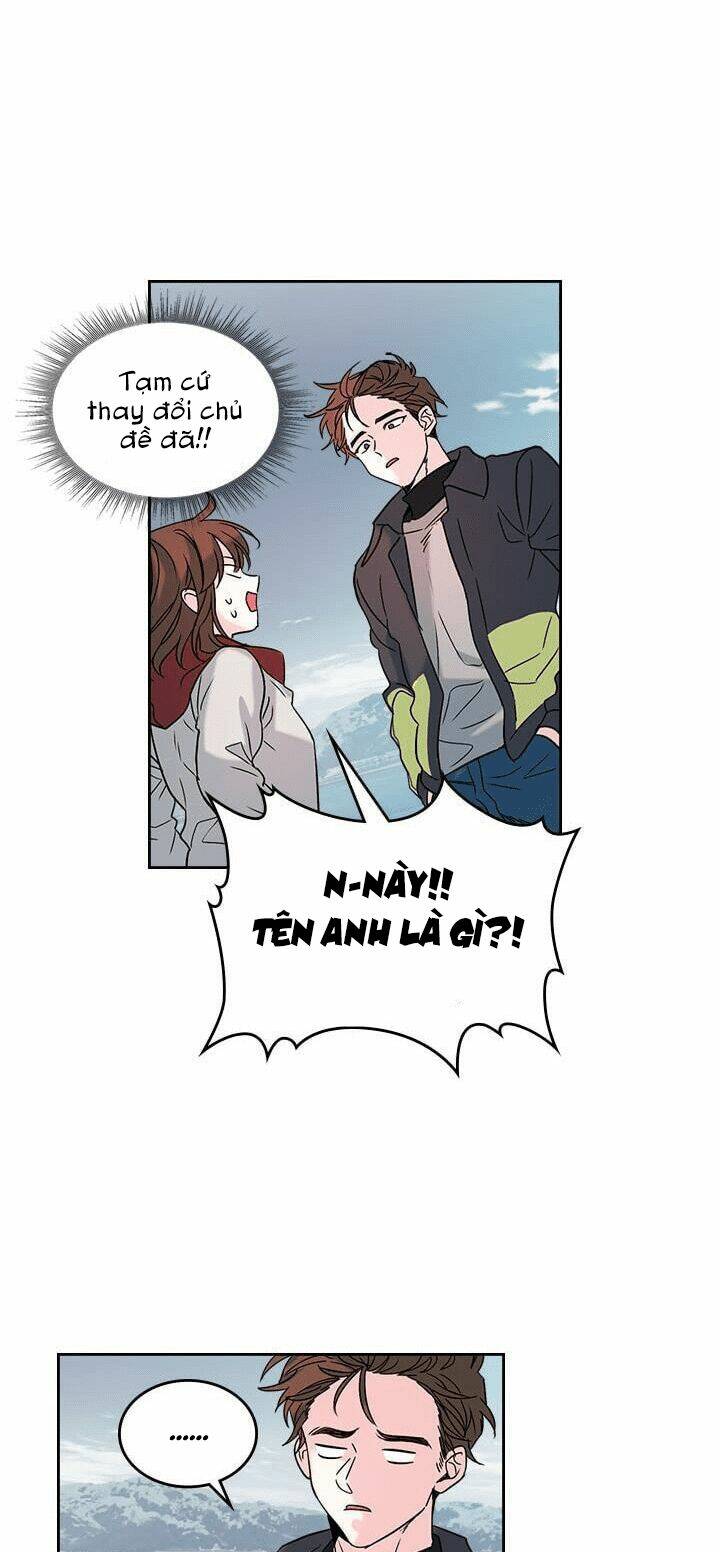 Tạm cứ
thay đổi chủ
đề đã!!
N-NÀY!!
TÊN ANH LÀ GÌ?!
......